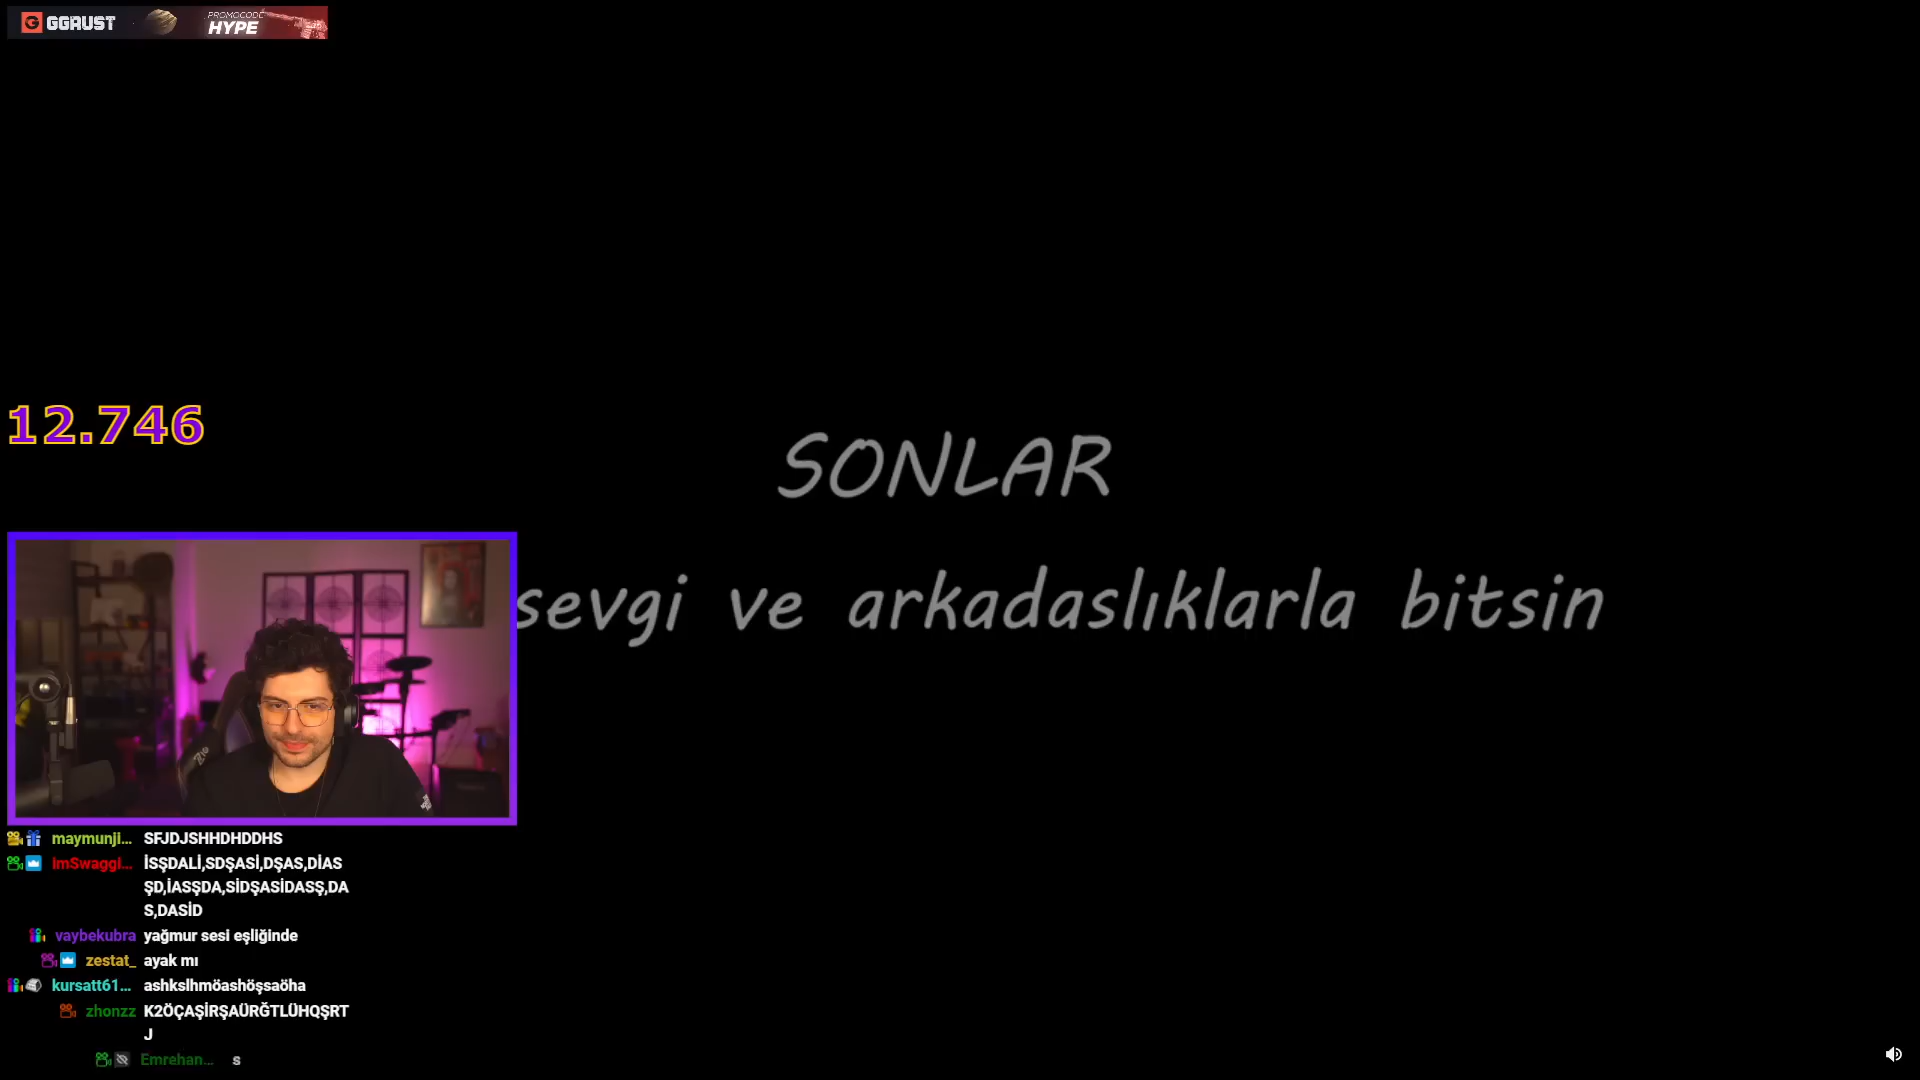 GGRUST
PROMOCODE
HYPE
12.746
SONLAR
sevgi ve arkadaslıklarla bitsin
maymunji... SFJDJSHHDHDDHS
imSwaggi... İSŞDALİ,SDŞASİ,DŞAS,DİAS
ŞD,İASŞDA,SİDŞASİDASŞ,DA
S,DASİD
vaybekubra yağmur sesi eşliğinde
zestat_ ayak mı
kursatt61... ashkslhmöashöşsaöha
zhonzz K2ÖÇAŞİRŞAÜRĞTLÜHQŞRT
J
Emrehan... s